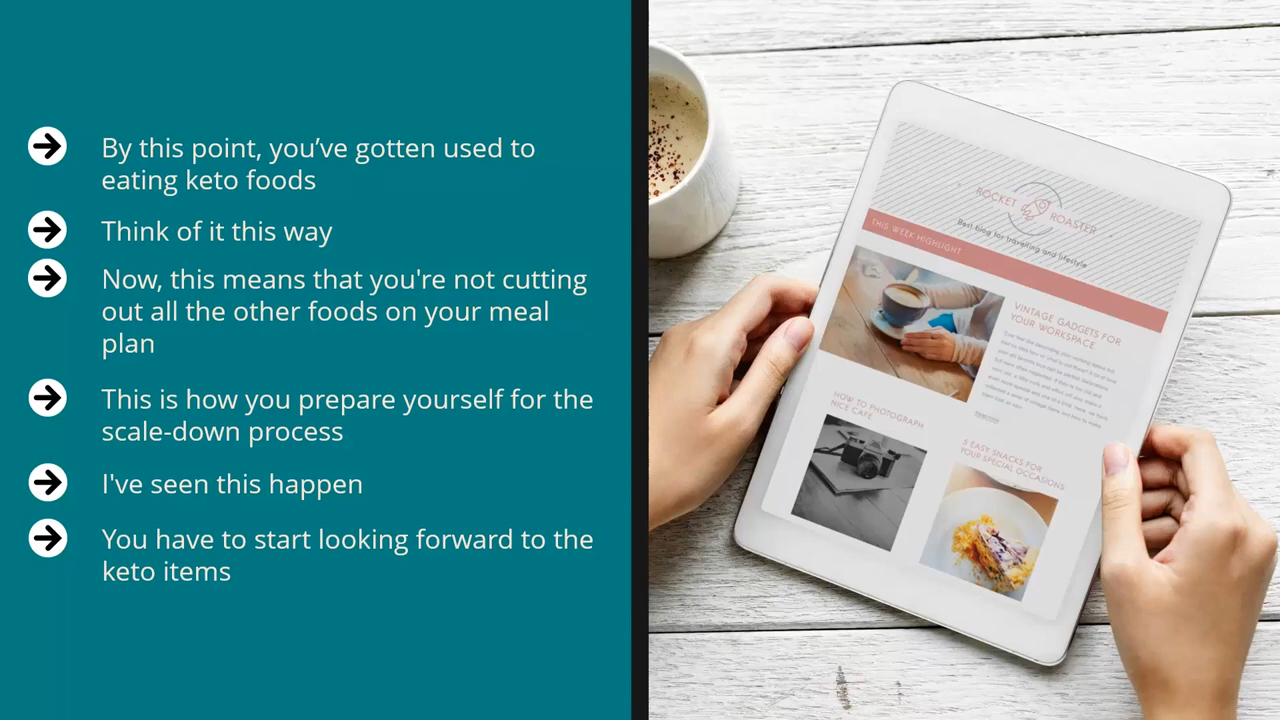 By this point, you’ve gotten used to
eating keto foods
Think of it this way
Now, this means that you're not cutting
out all the other foods on your meal
plan
This is how you prepare yourself for the
scale-down process
I've seen this happen
You have to start looking forward to the
keto items
ROCKET ROASTER
Best blog for travelling and lifestyle
THIS WEEK HIGHLIGHT
VINTAGE GADGETS FOR
YOUR WORKSPACE
HOW TO PHOTOGRAPH
NICE CAFE
5 EASY SNACKS FOR
YOUR SPECIAL OCCASIONS